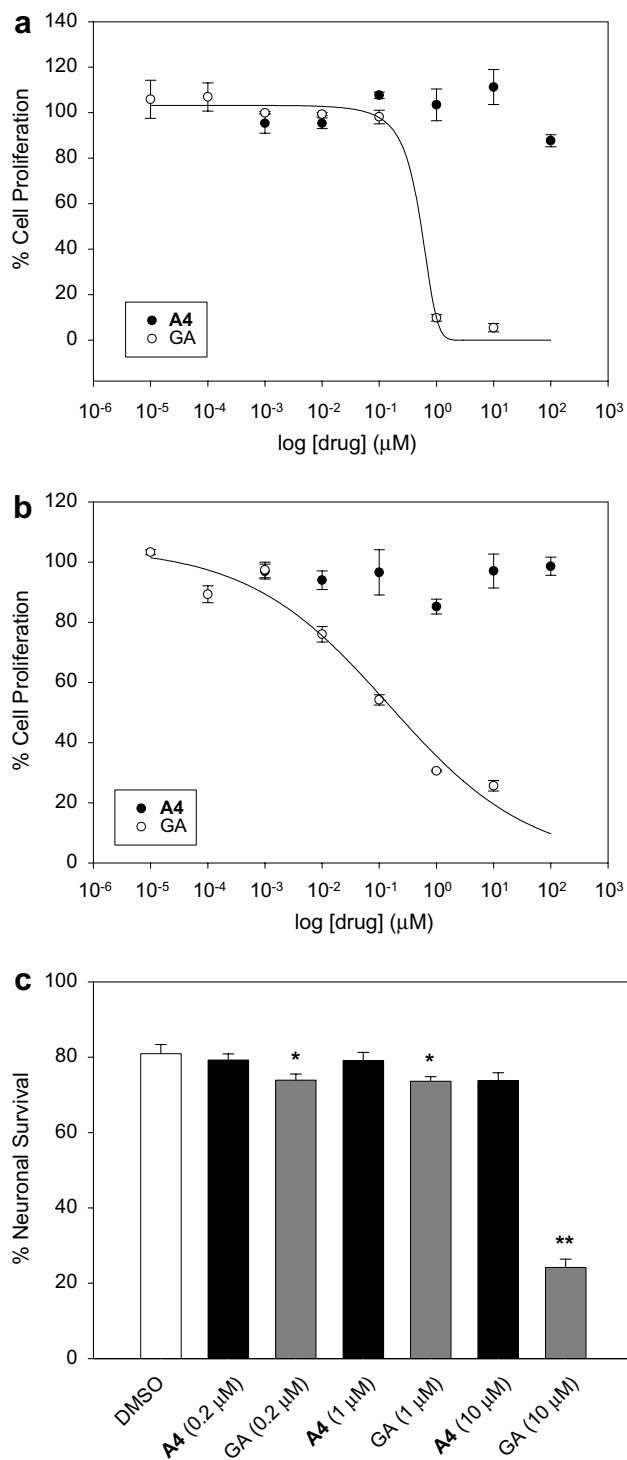 a
% Cell Proliferation
140
120
100
80
60
40
20
0
A4
GA
10⁻⁶ 10⁻⁵ 10⁻⁴ 10⁻³ 10⁻² 10⁻¹ 10⁰ 10¹ 10² 10³
log [drug] (μM)
b
% Cell Proliferation
120
100
80
60
40
20
0
A4
GA
10⁻⁶ 10⁻⁵ 10⁻⁴ 10⁻³ 10⁻² 10⁻¹ 10⁰ 10¹ 10² 10³
log [drug] (μM)
c
% Neuronal Survival
100
80
60
40
20
0
* * **
DMSO
A4 (0.2 μM)
GA (0.2 μM)
A4 (1 μM)
GA (1 μM)
A4 (10 μM)
GA (10 μM)